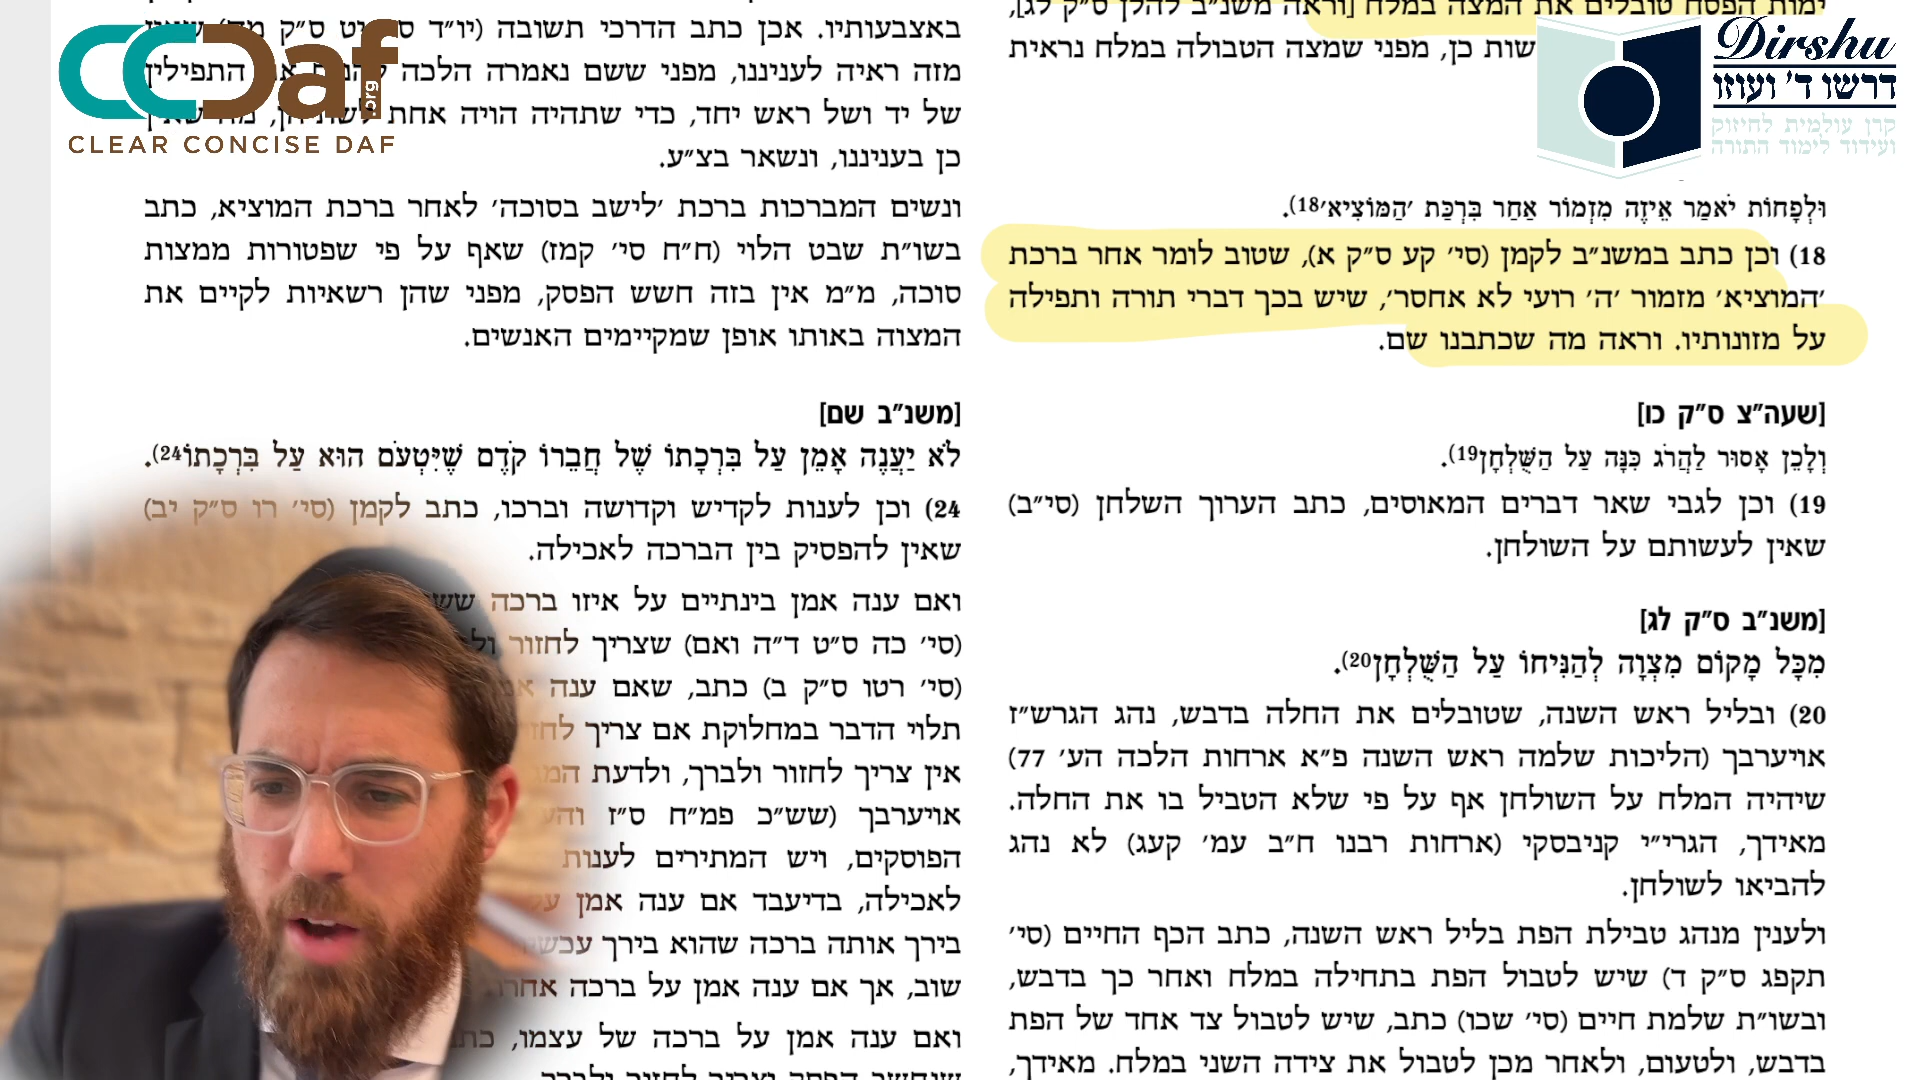 CCDaf.org
CLEAR CONCISE DAF
Dirshu
דרשו ד׳ ועוזו
קרן עולמית לחיזוק
ועידוד לימוד התורה
ימות הפסח טובלים את המצה במלח [וראה משנ״ב להלן ס״ק לג],
שות כן, מפני שמצה הטבולה במלח נראית
וּלְפָחוֹת יֹאמַר אֵיזֶה מִזְמוֹר אַחַר בִּרְכַּת ׳הַמּוֹצִיא׳18).
18) וכן כתב במשנ״ב לקמן (סי׳ קע ס״ק א), שטוב לומר אחר ברכת
׳המוציא׳ מזמור ׳ה׳ רועי לא אחסר׳, שיש בכך דברי תורה ותפילה
על מזונותיו. וראה מה שכתבנו שם.
[שעה״צ ס״ק כו]
וְלָכֵן אָסוּר לַהֲרֹג כִּנָּה עַל הַשֻּׁלְחָן19).
19) וכן לגבי שאר דברים המאוסים, כתב הערוך השלחן (סי״ב)
שאין לעשותם על השולחן.
[משנ״ב ס״ק לג]
מִכָּל מָקוֹם מִצְוָה לְהַנִּיחוֹ עַל הַשֻּׁלְחָן20).
20) ובליל ראש השנה, שטובלים את החלה בדבש, נהג הגרש״ז
אויערבך (הליכות שלמה ראש השנה פ״א ארחות הלכה הע׳ 77)
שיהיה המלח על השולחן אף על פי שלא הטביל בו את החלה.
מאידך, הגרי״י קניבסקי (ארחות רבנו ח״ב עמ׳ קעג) לא נהג
להביאו לשולחן.
ולענין מנהג טבילת הפת בליל ראש השנה, כתב הכף החיים (סי׳
תקפג ס״ק ד) שיש לטבול הפת בתחילה במלח ואחר כך בדבש,
ובשו״ת שלמת חיים (סי׳ שכו) כתב, שיש לטבול צד אחד של הפת
בדבש, ולטעום, ולאחר מכן לטבול את צידה השני במלח. מאידך,
באצבעותיו. אכן כתב הדרכי תשובה (יו״ד
מזה ראיה לעניננו, מפני ששם נאמרה הלכה התפילין
של יד ושל ראש יחד, כדי שתהיה הויה אחת
כן בעניננו, ונשאר בצ״ע.
ונשים המברכות ברכת ׳לישב בסוכה׳ לאחר ברכת המוציא, כתב
בשו״ת שבט הלוי (ח״ח סי׳ קמז) שאף על פי שפטורות ממצות
סוכה, מ״מ אין בזה חשש הפסק, מפני שהן רשאיות לקיים את
המצוה באותו אופן שמקיימים האנשים.
[משנ״ב שם]
לֹא יַעֲנֶה אָמֵן עַל בִּרְכָתוֹ שֶׁל חֲבֵרוֹ קֹדֶם שֶׁיִּטְעֹם הוּא עַל בִּרְכָתוֹ24).
24) וכן לענות לקדיש וקדושה וברכו, כתב לקמן (סי׳ רו ס״ק יב)
שאין להפסיק בין הברכה לאכילה.
ואם ענה אמן בינתיים על איזו ברכה
(סי׳ כה ס״ט ד״ה ואם) שצריך לחזור
(סי׳ רטו ס״ק ב) כתב, שאם ענה
תלוי הדבר במחלוקת אם צריך
אין צריך לחזור ולברך, ולדעת
אויערבך (שש״כ פמ״ח ס״ז
הפוסקים, ויש המתירים לענות
לאכילה, בדיעבד אם ענה אמן
בירך אותה ברכה שהוא בירך
שוב, אך אם ענה אמן על ברכה
ואם ענה אמן על ברכה של עצמו,